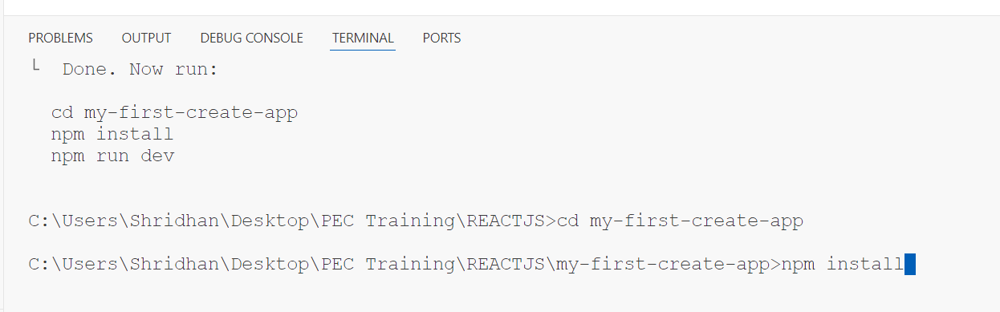 PROBLEMS OUTPUT DEBUG CONSOLE TERMINAL PORTS
└ Done. Now run:
cd my-first-create-app
npm install
npm run dev
C:\Users\Shridhan\Desktop\PEC Training\REACTJS>cd my-first-create-app
C:\Users\Shridhan\Desktop\PEC Training\REACTJS\my-first-create-app>npm install